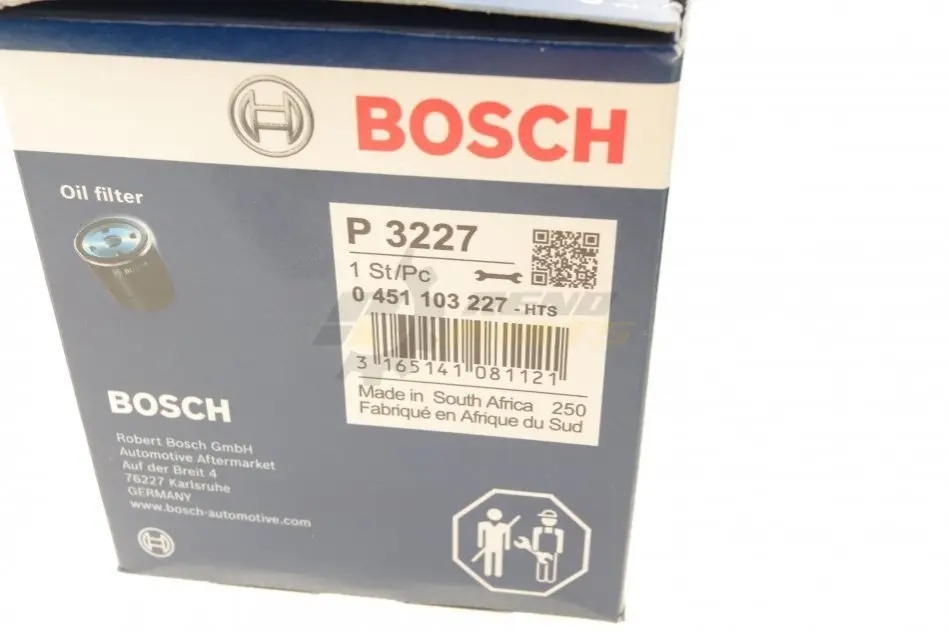 BOSCH
Oil filter
BOSCH
P 3227
1 St/Pc
0 451 103 227 - HTS
3 165141 081121
Made in South Africa 250
Fabriqué en Afrique du Sud
BOSCH
Robert Bosch GmbH
Automotive Aftermarket
Auf der Breit 4
76227 Karlsruhe
GERMANY
www.bosch-automotive.com